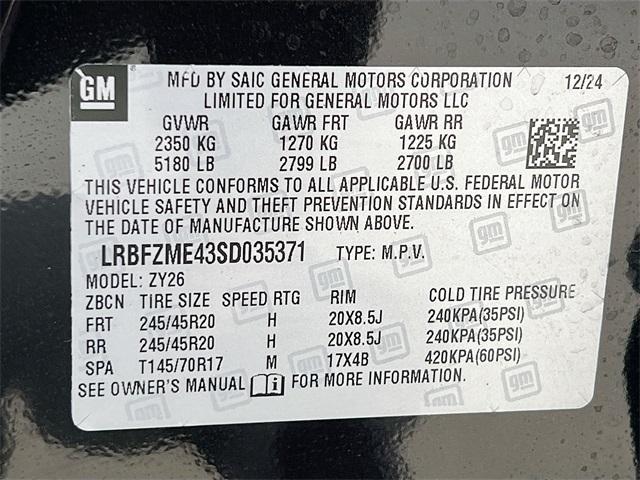 GM MFD BY SAIC GENERAL MOTORS CORPORATION 12/24
LIMITED FOR GENERAL MOTORS LLC
GVWR GAWR FRT GAWR RR
2350 KG 1270 KG 1225 KG
5180 LB 2799 LB 2700 LB
THIS VEHICLE CONFORMS TO ALL APPLICABLE U.S. FEDERAL MOTOR
VEHICLE SAFETY AND THEFT PREVENTION STANDARDS IN EFFECT ON
THE DATE OF MANUFACTURE SHOWN ABOVE.
LRBFZME43SD035371 TYPE: M.P.V.
MODEL: ZY26
ZBCN TIRE SIZE SPEED RTG RIM COLD TIRE PRESSURE
FRT 245/45R20 H 20X8.5J 240KPA(35PSI)
RR 245/45R20 H 20X8.5J 240KPA(35PSI)
SPA T145/70R17 M 17X4B 420KPA(60PSI)
SEE OWNER'S MANUAL FOR MORE INFORMATION.